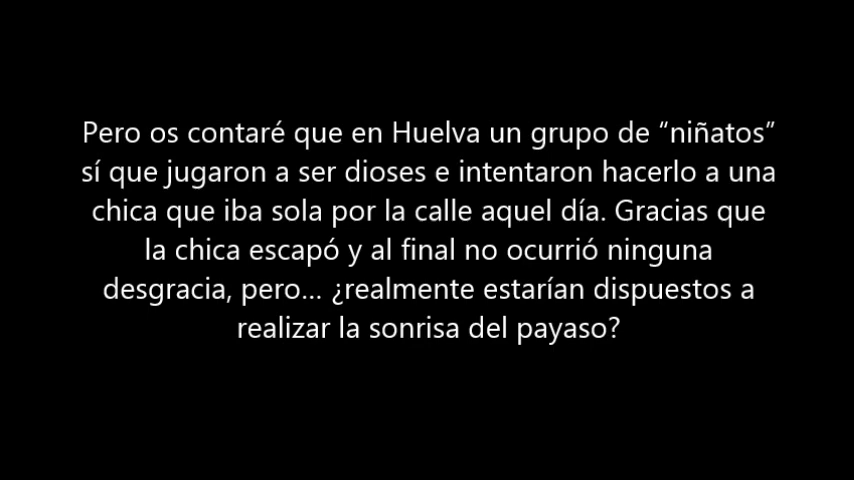 Pero os contaré que en Huelva un grupo de “niñatos”
sí que jugaron a ser dioses e intentaron hacerlo a una
chica que iba sola por la calle aquel día. Gracias que
la chica escapó y al final no ocurrió ninguna
desgracia, pero... ¿realmente estarían dispuestos a
realizar la sonrisa del payaso?